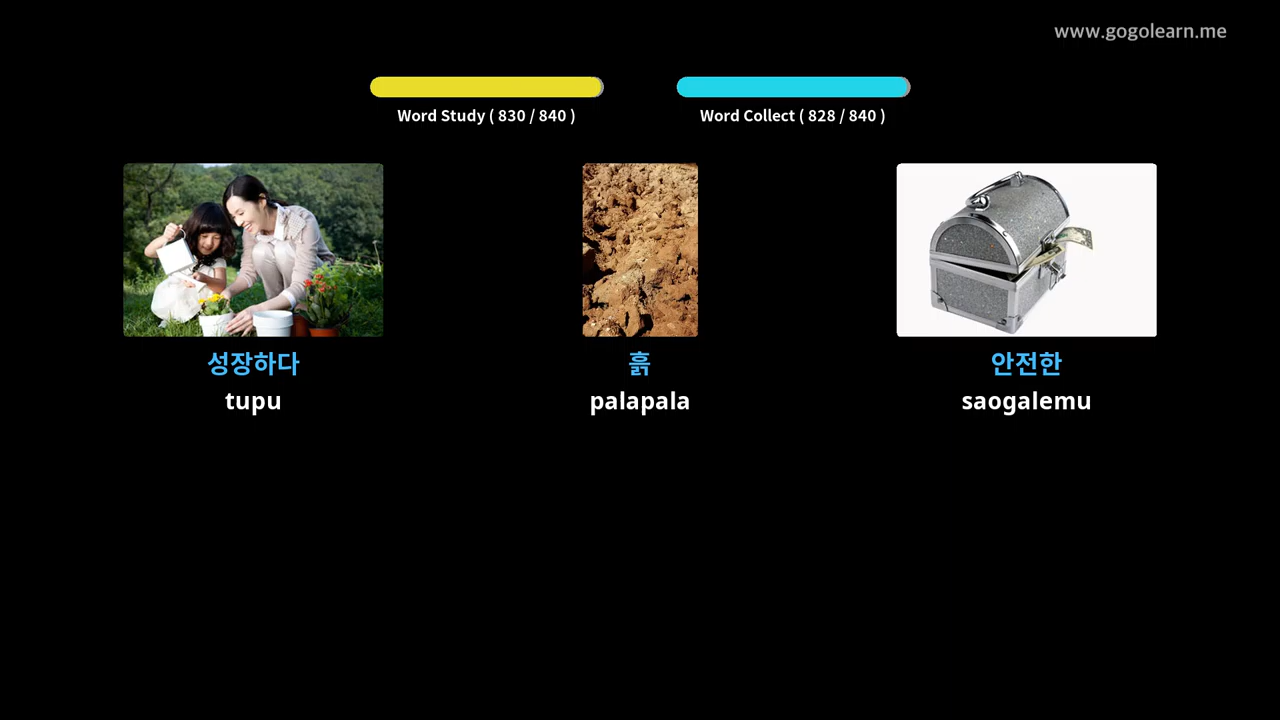 www.gogolearn.me
Word Study ( 830 / 840 )
Word Collect ( 828 / 840 )
성장하다
tupu
흙
palapala
안전한
saogalemu